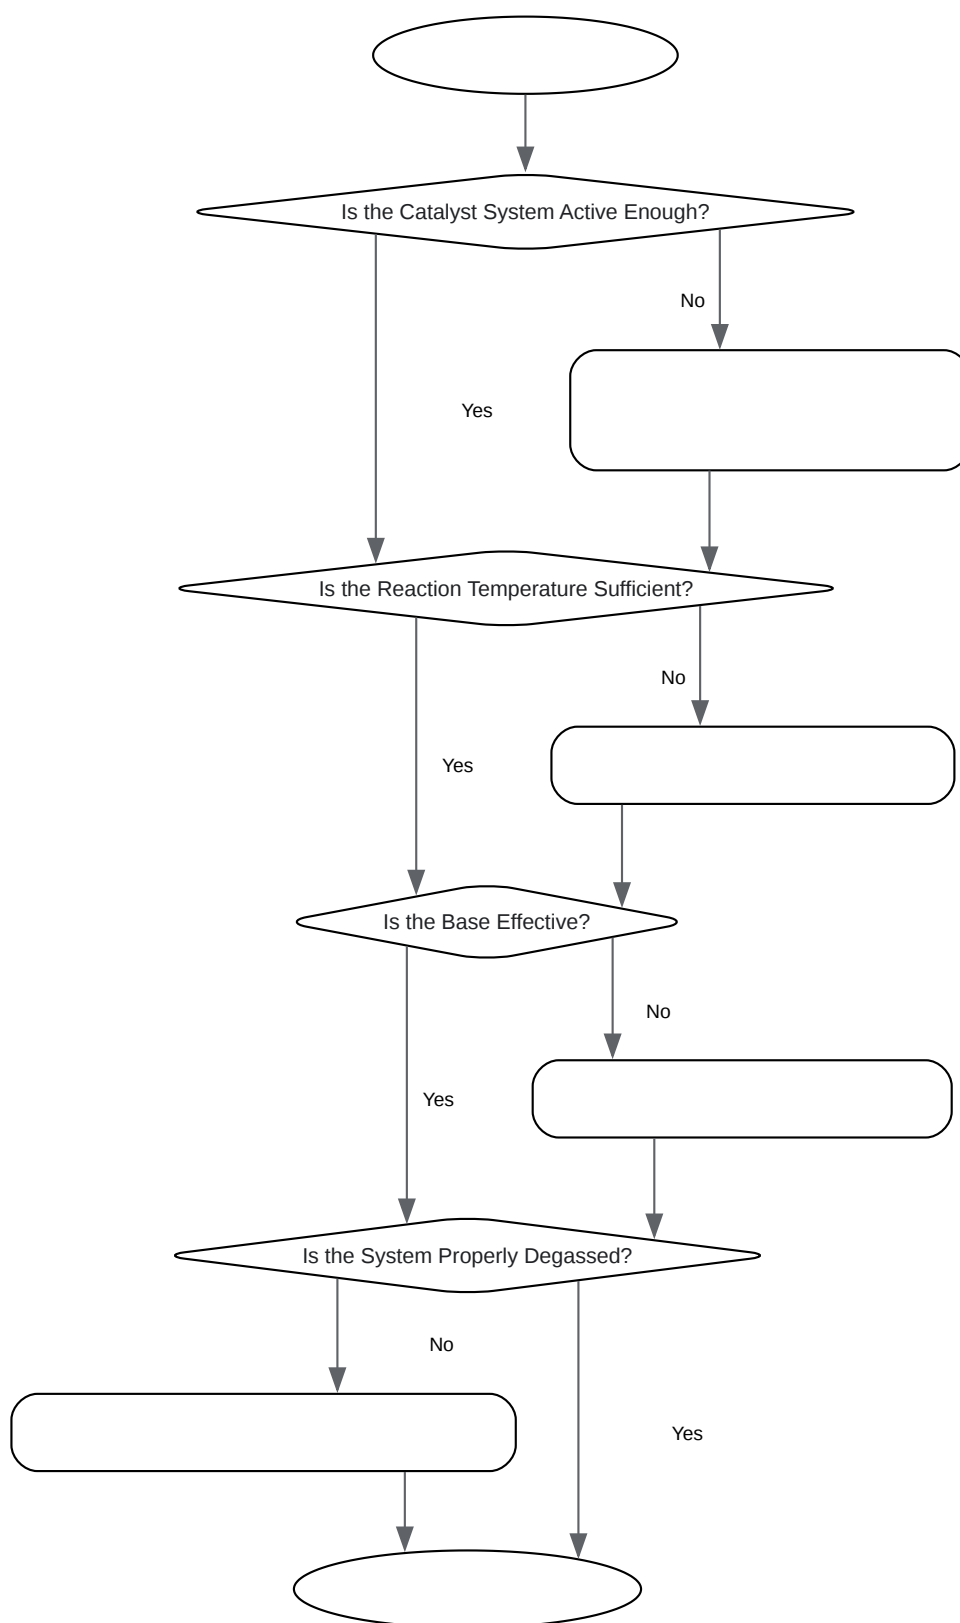 Is the Catalyst System Active Enough?
No
Yes
Is the Reaction Temperature Sufficient?
No
Yes
Is the Base Effective?
No
Yes
Is the System Properly Degassed?
No
Yes